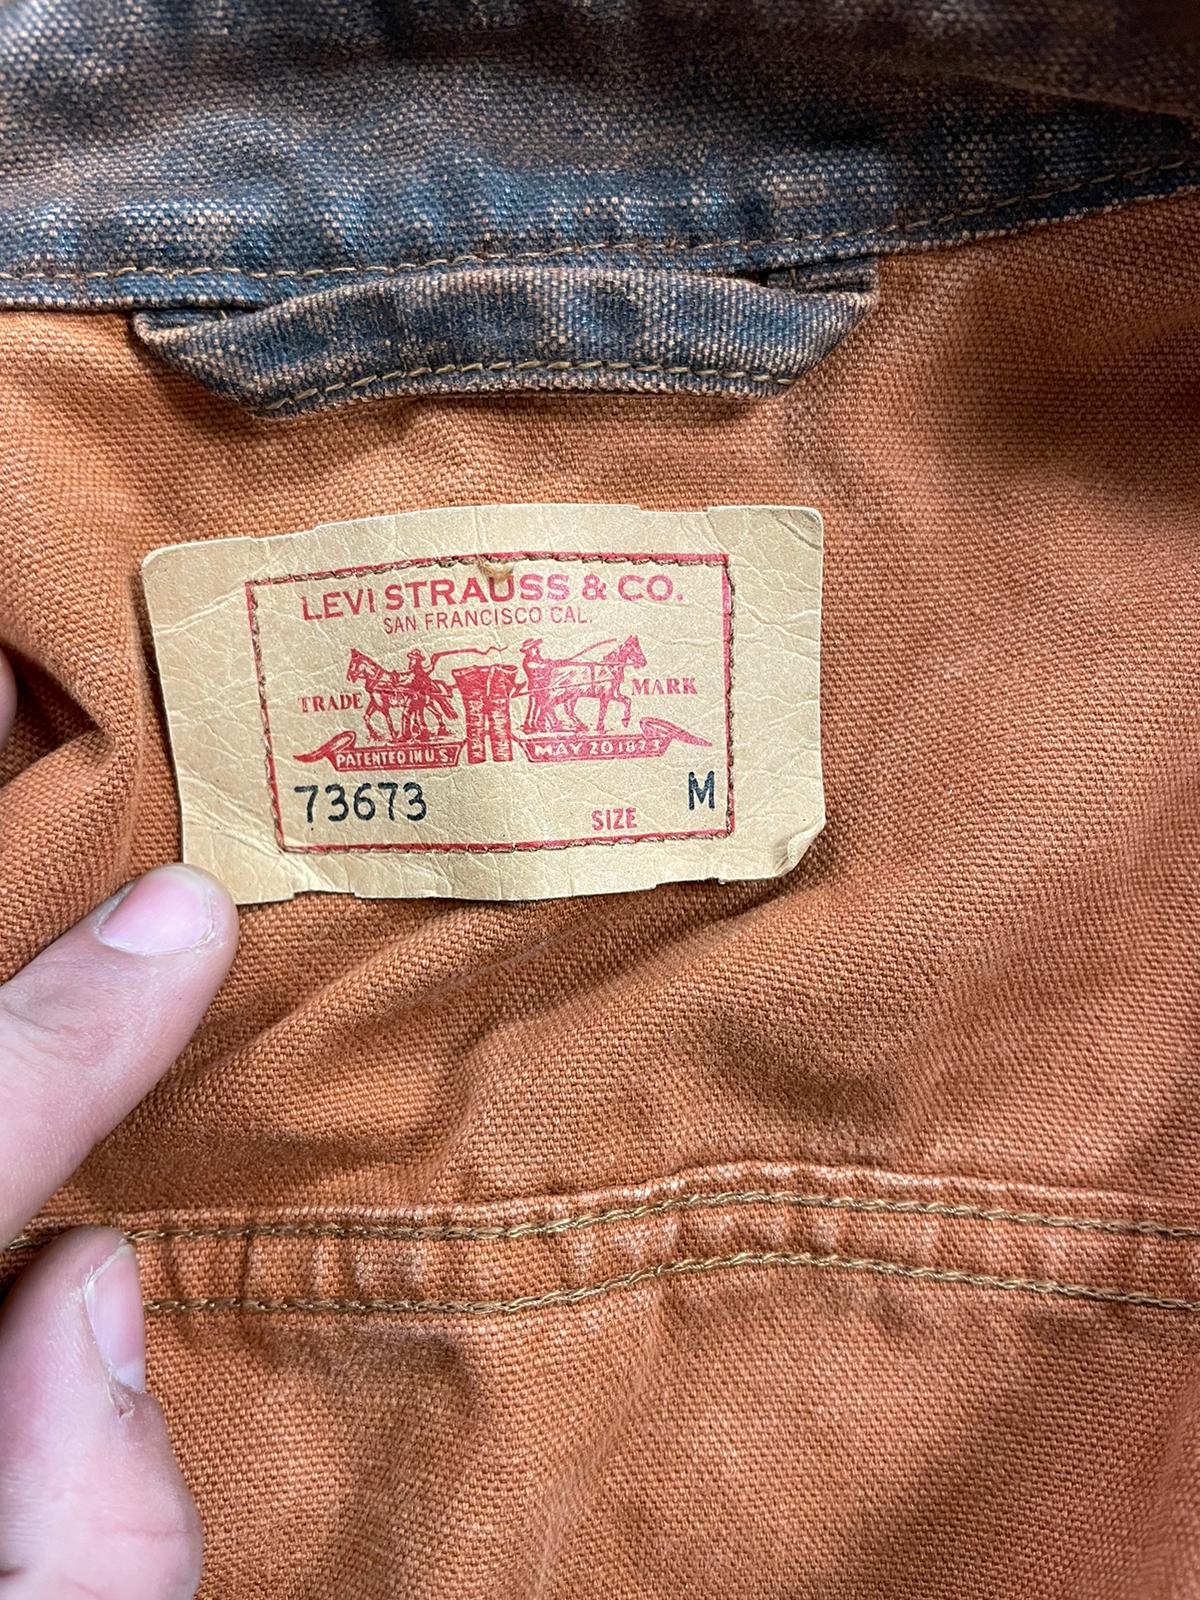 LEVI STRAUSS & CO.
SAN FRANCISCO CAL.
TRADE MARK
PATENTED IN U.S. MAY 20 1873
73673 SIZE M